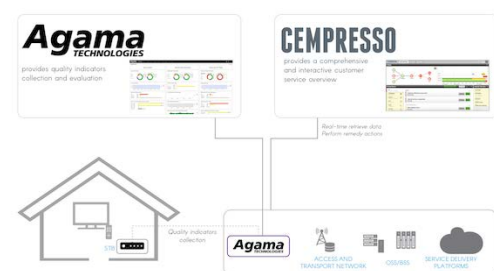 Agama
TECHNOLOGIES
provides quality indicators
collection and evaluation
CEMPRESSO
provides a comprehensive
and interactive customer
service overview
Real-time retrieve data
Perform remedy actions
STB
Quality indicators
collection
Agama
TECHNOLOGIES
ACCESS AND
TRANSPORT NETWORK
OSS/BSS
SERVICE DELIVERY
PLATFORMS